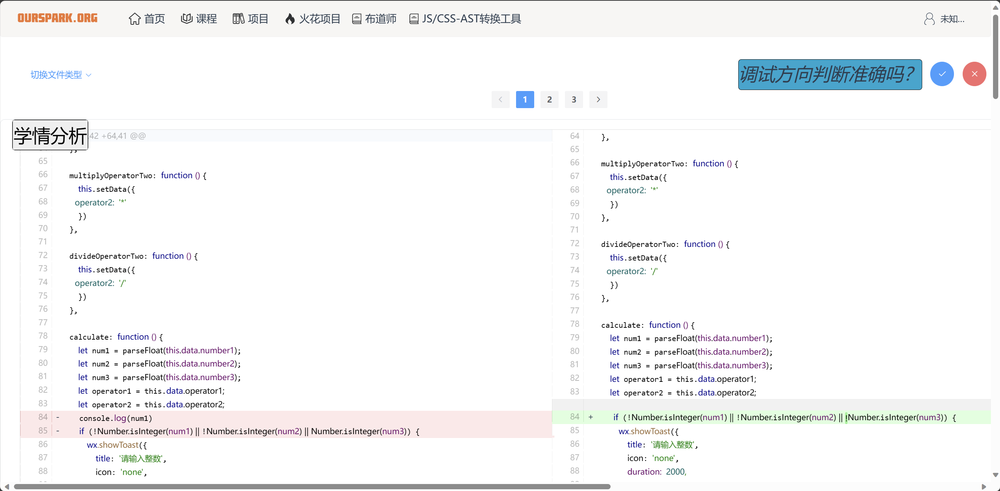 OURSPARK.ORG 首页 课程 项目 火花项目 布道师 JS/CSS-AST转换工具 未知...
切换文件类型
调试方向判断准确吗？
1 2 3
学情分析
42 +64,41 @@
65
66 multiplyOperatorTwo: function () {
67 this.setData({
68 operator2: '*'
69 })
70 },
71
72 divideOperatorTwo: function () {
73 this.setData({
74 operator2: '/'
75 })
76 },
77
78 calculate: function () {
79 let num1 = parseFloat(this.data.number1);
80 let num2 = parseFloat(this.data.number2);
81 let num3 = parseFloat(this.data.number3);
82 let operator1 = this.data.operator1;
83 let operator2 = this.data.operator2;
84 - console.log(num1)
85 - if (!Number.isInteger(num1) || !Number.isInteger(num2) || Number.isInteger(num3)) {
86 wx.showToast({
87 title: '请输入整数',
88 icon: 'none',
64 },
65
66 multiplyOperatorTwo: function () {
67 this.setData({
68 operator2: '*'
69 })
70 },
71
72 divideOperatorTwo: function () {
73 this.setData({
74 operator2: '/'
75 })
76 },
77
78 calculate: function () {
79 let num1 = parseFloat(this.data.number1);
80 let num2 = parseFloat(this.data.number2);
81 let num3 = parseFloat(this.data.number3);
82 let operator1 = this.data.operator1;
83 let operator2 = this.data.operator2;
84 + if (!Number.isInteger(num1) || !Number.isInteger(num2) || !Number.isInteger(num3)) {
85 wx.showToast({
86 title: '请输入整数',
87 icon: 'none',
88 duration: 2000,